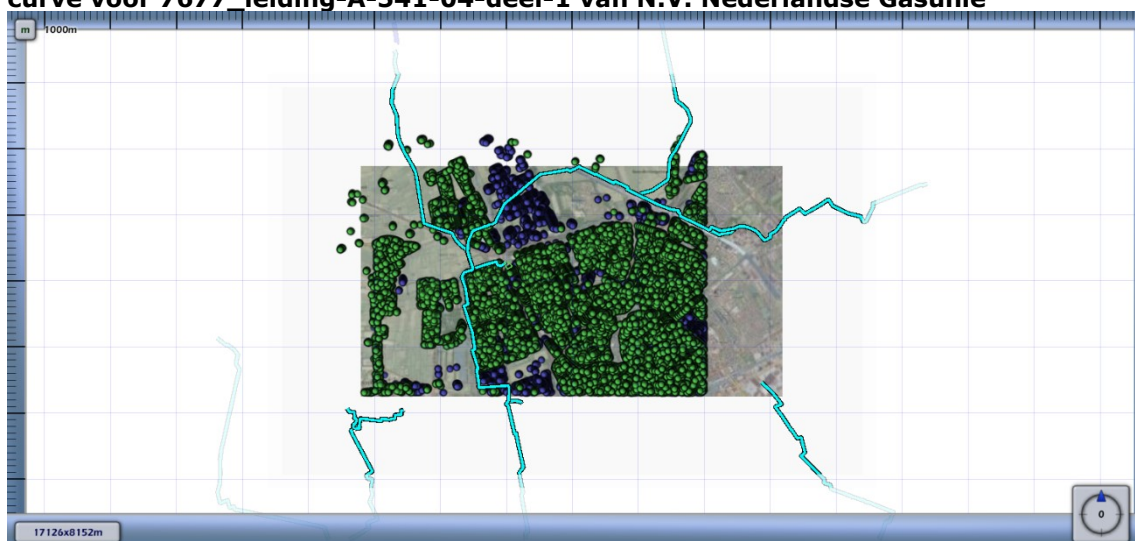 curve voor 7677_leiding-A-541-04-deel-1 van N.V. Nederlandse Gasunie
m 1000m
0
17126x8152m